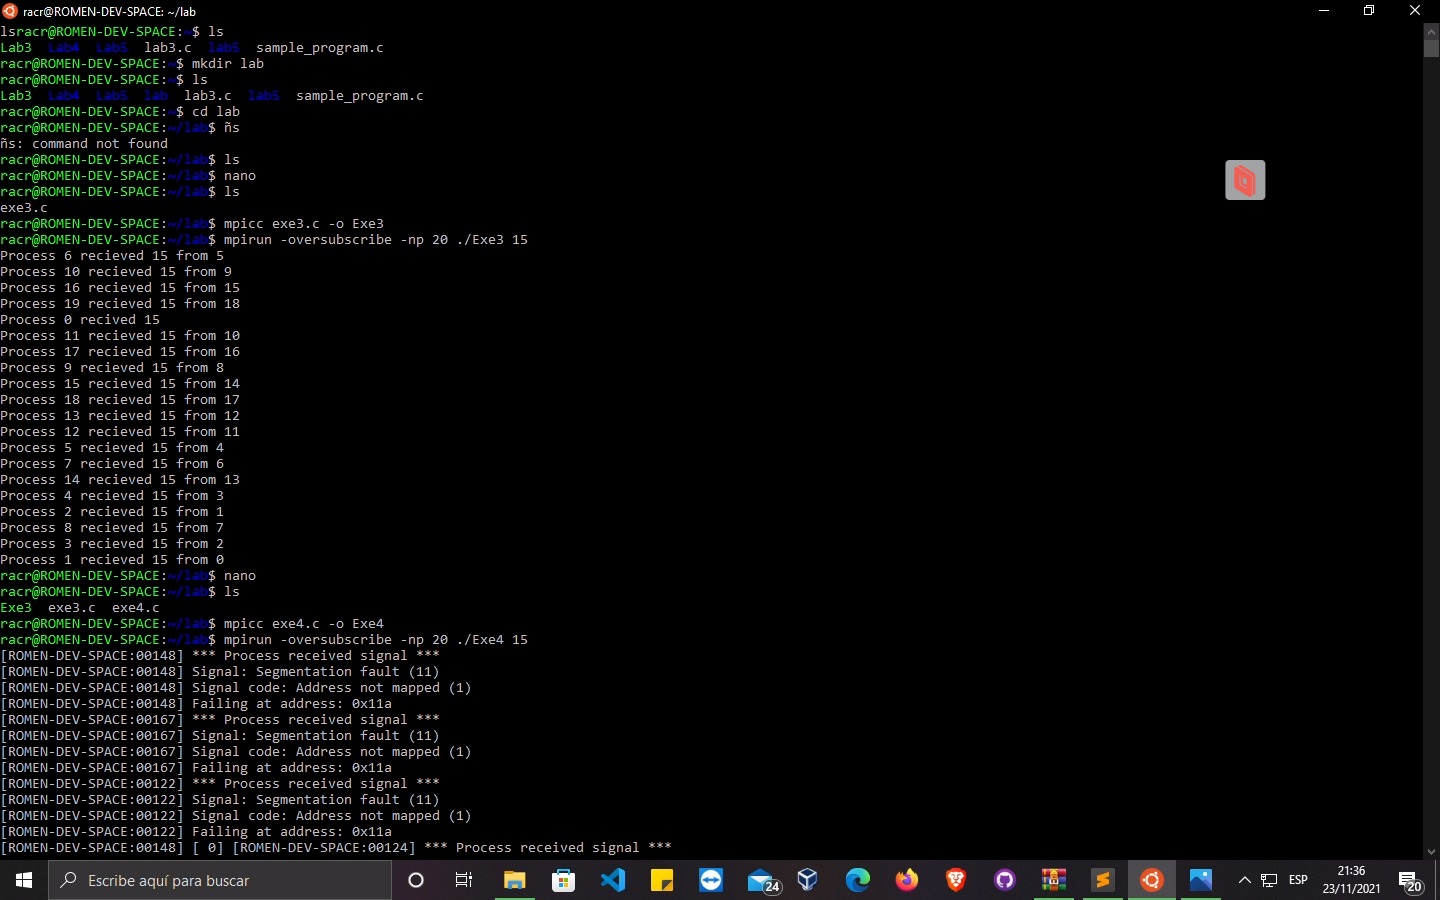 racr@ROMEN-DEV-SPACE: ~/lab
lsracr@ROMEN-DEV-SPACE:~$ ls
Lab3  Lab4  Lab5  lab3.c  lab5  sample_program.c
racr@ROMEN-DEV-SPACE:~$ mkdir lab
racr@ROMEN-DEV-SPACE:~$ ls
Lab3  Lab4  Lab5  lab  lab3.c  lab5  sample_program.c
racr@ROMEN-DEV-SPACE:~$ cd lab
racr@ROMEN-DEV-SPACE:~/lab$ ñs
ñs: command not found
racr@ROMEN-DEV-SPACE:~/lab$ ls
racr@ROMEN-DEV-SPACE:~/lab$ nano
racr@ROMEN-DEV-SPACE:~/lab$ ls
exe3.c
racr@ROMEN-DEV-SPACE:~/lab$ mpicc exe3.c -o Exe3
racr@ROMEN-DEV-SPACE:~/lab$ mpirun -oversubscribe -np 20 ./Exe3 15
Process 6 recieved 15 from 5
Process 10 recieved 15 from 9
Process 16 recieved 15 from 15
Process 19 recieved 15 from 18
Process 0 recived 15
Process 11 recieved 15 from 10
Process 17 recieved 15 from 16
Process 9 recieved 15 from 8
Process 15 recieved 15 from 14
Process 18 recieved 15 from 17
Process 13 recieved 15 from 12
Process 12 recieved 15 from 11
Process 5 recieved 15 from 4
Process 7 recieved 15 from 6
Process 14 recieved 15 from 13
Process 4 recieved 15 from 3
Process 2 recieved 15 from 1
Process 8 recieved 15 from 7
Process 3 recieved 15 from 2
Process 1 recieved 15 from 0
racr@ROMEN-DEV-SPACE:~/lab$ nano
racr@ROMEN-DEV-SPACE:~/lab$ ls
Exe3  exe3.c  exe4.c
racr@ROMEN-DEV-SPACE:~/lab$ mpicc exe4.c -o Exe4
racr@ROMEN-DEV-SPACE:~/lab$ mpirun -oversubscribe -np 20 ./Exe4 15
[ROMEN-DEV-SPACE:00148] *** Process received signal ***
[ROMEN-DEV-SPACE:00148] Signal: Segmentation fault (11)
[ROMEN-DEV-SPACE:00148] Signal code: Address not mapped (1)
[ROMEN-DEV-SPACE:00148] Failing at address: 0x11a
[ROMEN-DEV-SPACE:00167] *** Process received signal ***
[ROMEN-DEV-SPACE:00167] Signal: Segmentation fault (11)
[ROMEN-DEV-SPACE:00167] Signal code: Address not mapped (1)
[ROMEN-DEV-SPACE:00167] Failing at address: 0x11a
[ROMEN-DEV-SPACE:00122] *** Process received signal ***
[ROMEN-DEV-SPACE:00122] Signal: Segmentation fault (11)
[ROMEN-DEV-SPACE:00122] Signal code: Address not mapped (1)
[ROMEN-DEV-SPACE:00122] Failing at address: 0x11a
[ROMEN-DEV-SPACE:00148] [ 0] [ROMEN-DEV-SPACE:00124] *** Process received signal ***
Escribe aquí para buscar
24
ESP
21:36
23/11/2021
20